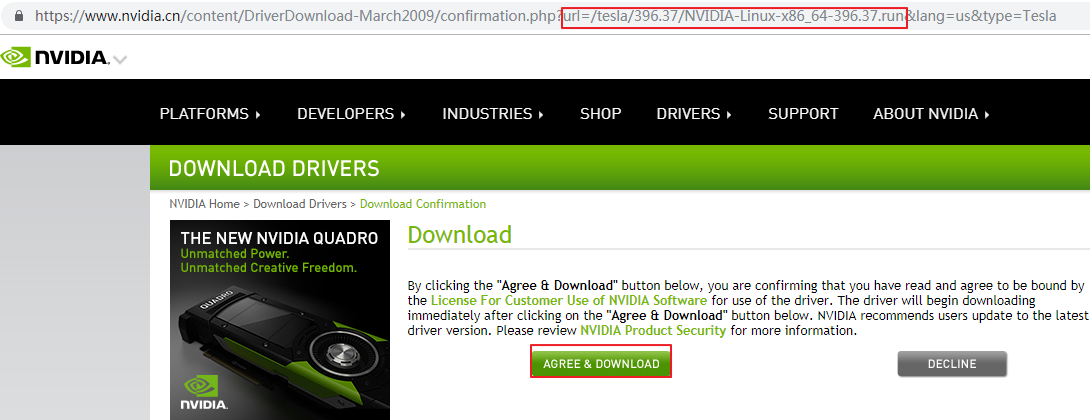 https://www.nvidia.cn/content/DriverDownload-March2009/confirmation.php?url=/tesla/396.37/NVIDIA-Linux-x86_64-396.37.run&lang=us&type=Tesla
NVIDIA.
PLATFORMS DEVELOPERS INDUSTRIES SHOP DRIVERS SUPPORT ABOUT NVIDIA
DOWNLOAD DRIVERS
NVIDIA Home > Download Drivers > Download Confirmation
THE NEW NVIDIA QUADRO
Unmatched Power.
Unmatched Creative Freedom.
QUADRO
NVIDIA.
Download
By clicking the "Agree & Download" button below, you are confirming that you have read and agree to be bound by
the License For Customer Use of NVIDIA Software for use of the driver. The driver will begin downloading
immediately after clicking on the "Agree & Download" button below. NVIDIA recommends users update to the latest
driver version. Please review NVIDIA Product Security for more information.
AGREE & DOWNLOAD DECLINE